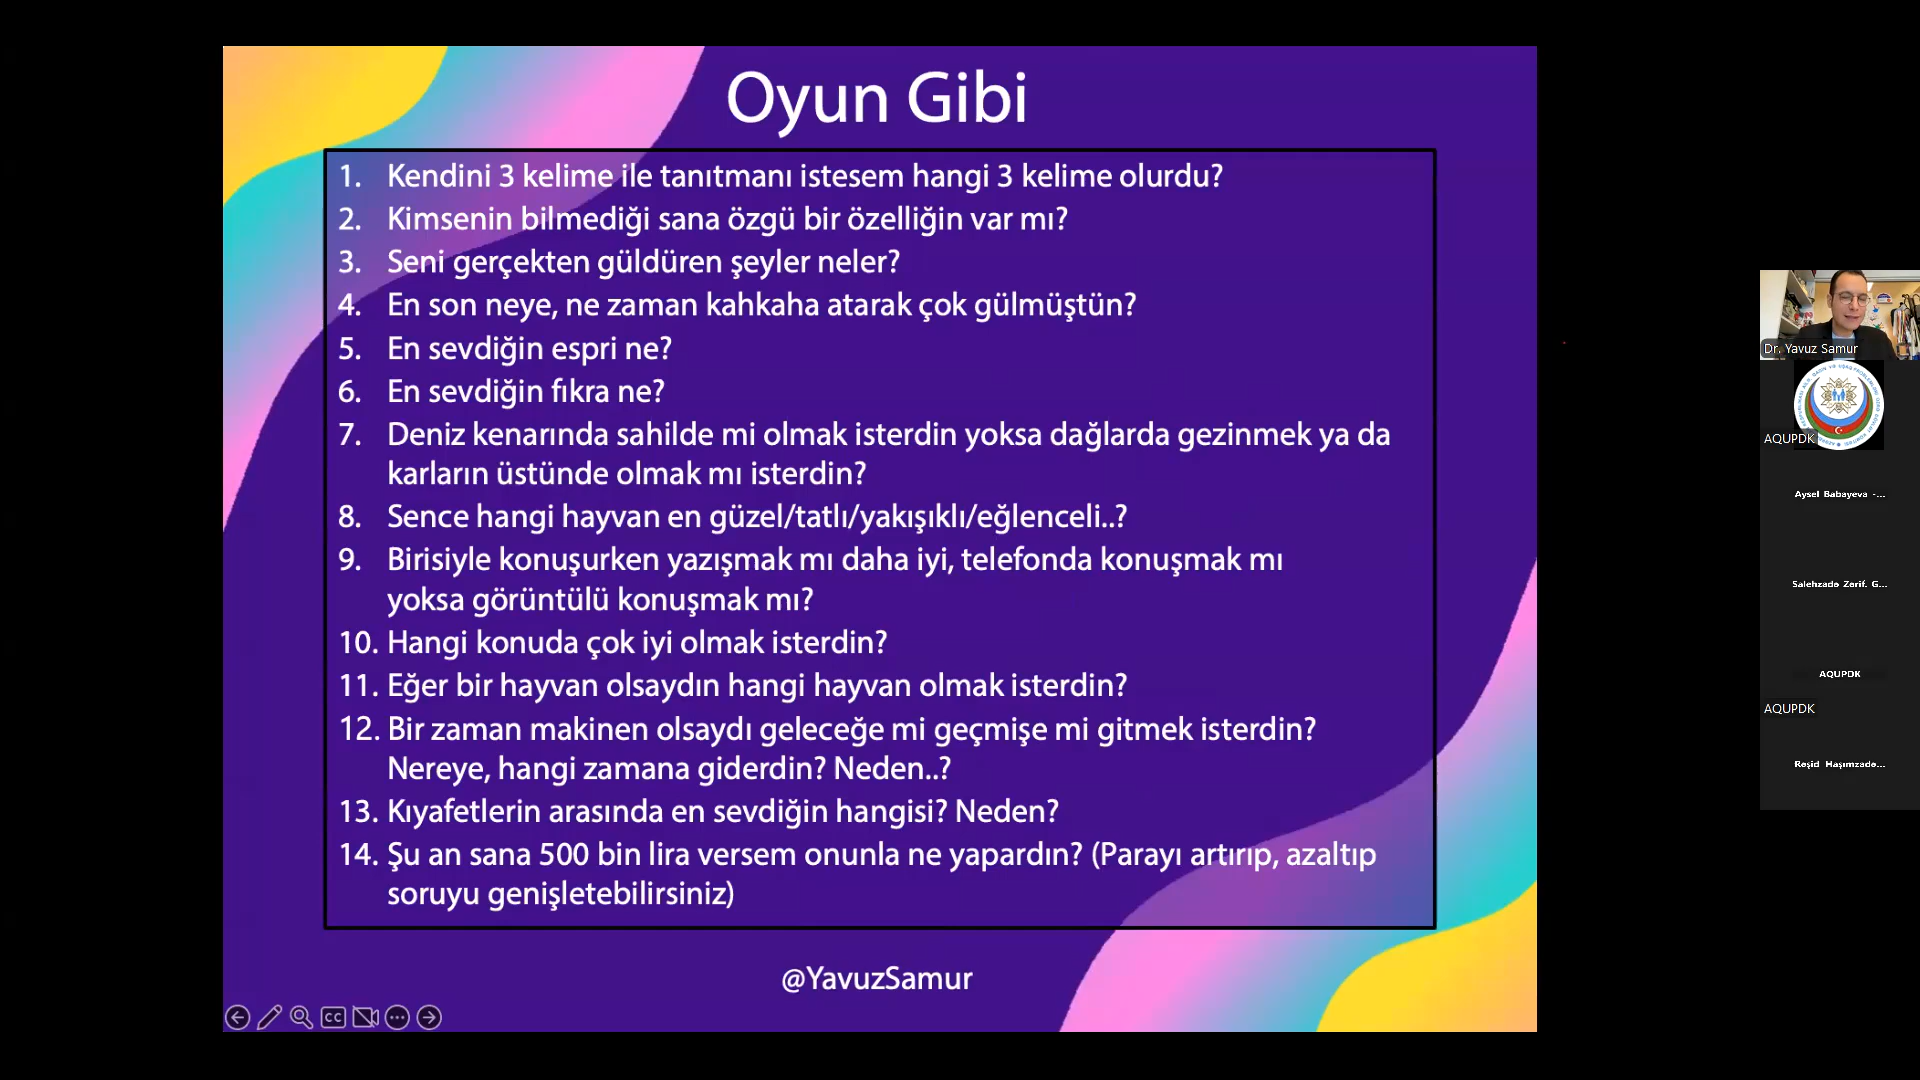 Oyun Gibi
1. Kendini 3 kelime ile tanıtmanı istesem hangi 3 kelime olurdu?
2. Kimsenin bilmediği sana özgü bir özelliğin var mı?
3. Seni gerçekten güldüren şeyler neler?
4. En son neye, ne zaman kahkaha atarak çok gülmüştün?
5. En sevdiğin espri ne?
6. En sevdiğin fıkra ne?
7. Deniz kenarında sahilde mi olmak isterdin yoksa dağlarda gezinmek ya da
karların üstünde olmak mı isterdin?
8. Sence hangi hayvan en güzel/tatlı/yakışıklı/eğlenceli..?
9. Birisiyle konuşurken yazışmak mı daha iyi, telefonda konuşmak mı
yoksa görüntülü konuşmak mı?
10. Hangi konuda çok iyi olmak isterdin?
11. Eğer bir hayvan olsaydın hangi hayvan olmak isterdin?
12. Bir zaman makinen olsaydı geleceğe mi geçmişe mi gitmek isterdin?
Nereye, hangi zamana giderdin? Neden..?
13. Kıyafetlerin arasında en sevdiğin hangisi? Neden?
14. Şu an sana 500 bin lira versem onunla ne yapardın? (Parayı artırıp, azaltıp
soruyu genişletebilirsiniz)
@YavuzSamur
CC
Dr. Yavuz Samur
AQUPDK
Aysel Babayeva -...
Salehzadə Zərif. G...
AQUPDK
AQUPDK
Rəşid Haşımzadə...